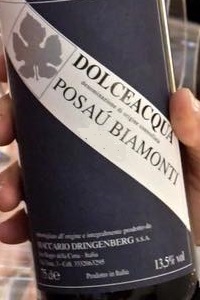 DOLCEACQUA
denominazione di origine controllata
POSAÚ BIAMONTI
all'origine e integralmente prodotto da
MACCARIO DRINGENBERG s.s.a.
Italia
75 cl e
Prodotto in Italia
13,5% vol